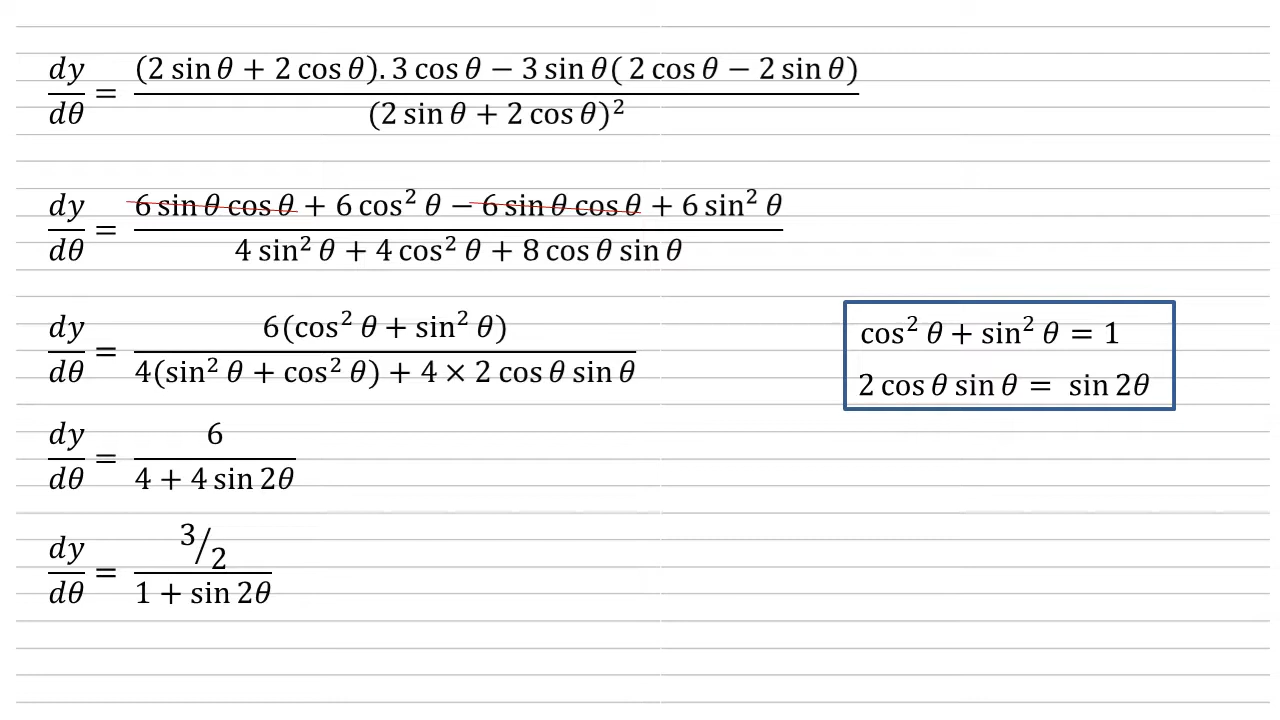 dy/dθ = (2 sin θ + 2 cos θ). 3 cos θ − 3 sin θ( 2 cos θ − 2 sin θ) / (2 sin θ + 2 cos θ)²
dy/dθ = 6 sin θ cos θ + 6 cos² θ − 6 sin θ cos θ + 6 sin² θ / 4 sin² θ + 4 cos² θ + 8 cos θ sin θ
dy/dθ = 6(cos² θ + sin² θ) / 4(sin² θ + cos² θ) + 4 × 2 cos θ sin θ
cos² θ + sin² θ = 1
2 cos θ sin θ = sin 2θ
dy/dθ = 6 / 4 + 4 sin 2θ
dy/dθ = 3/2 / 1 + sin 2θ